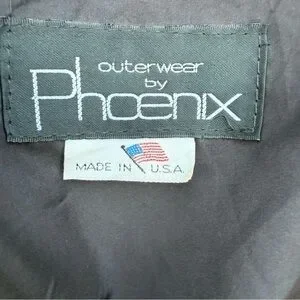 outerwear
by
Phoenix
MADE IN U.S.A.